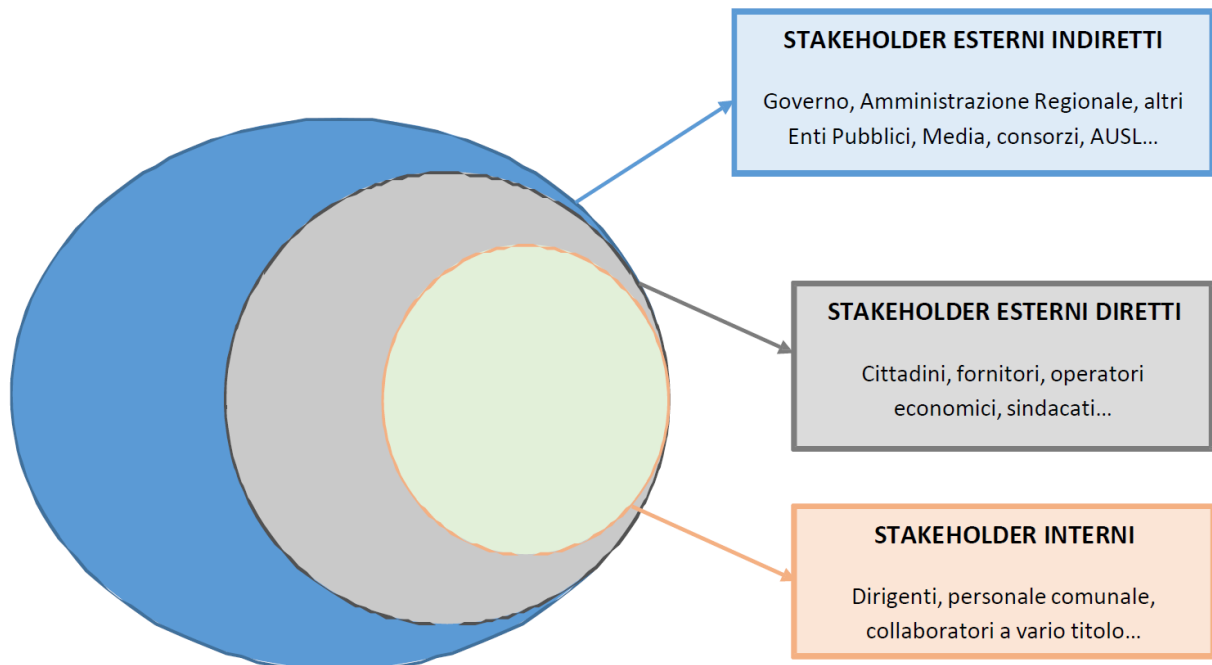 STAKEHOLDER ESTERNI INDIRETTI
Governo, Amministrazione Regionale, altri
Enti Pubblici, Media, consorzi, AUSL…
STAKEHOLDER ESTERNI DIRETTI
Cittadini, fornitori, operatori
economici, sindacati…
STAKEHOLDER INTERNI
Dirigenti, personale comunale,
collaboratori a vario titolo…